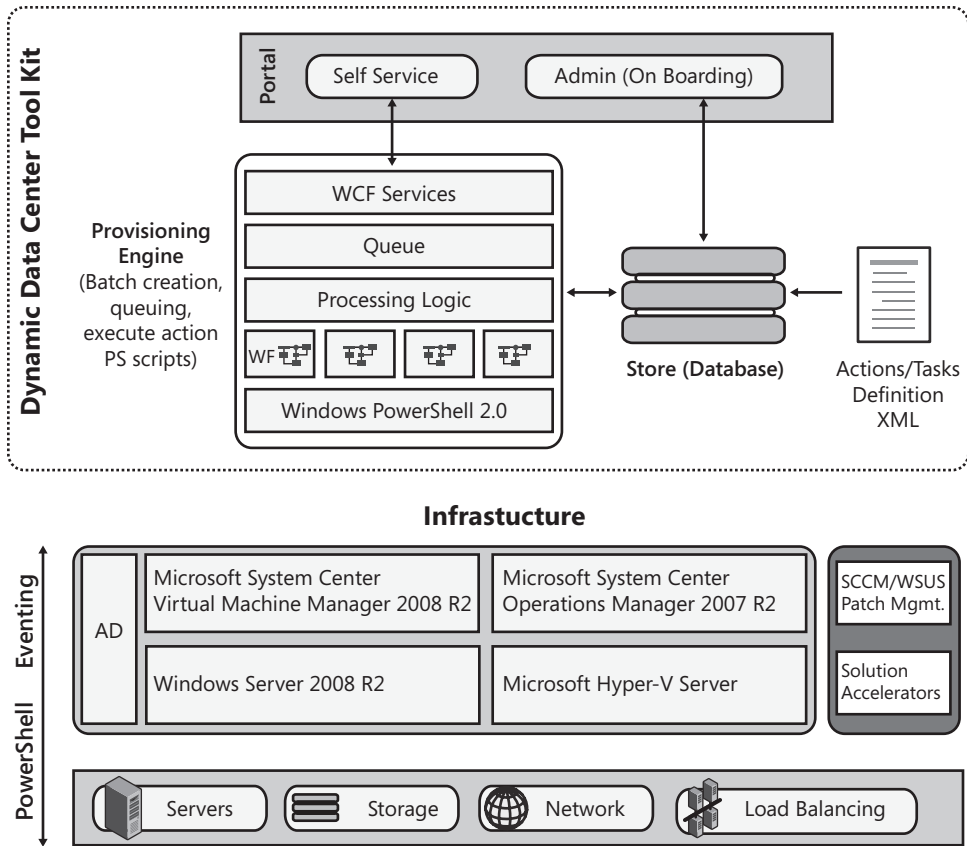 Dynamic Data Center Tool Kit
Portal
Self Service
Admin (On Boarding)
Provisioning
Engine
(Batch creation,
queuing,
execute action
PS scripts)
WCF Services
Queue
Processing Logic
WF
Windows PowerShell 2.0
Store (Database)
Actions/Tasks
Definition
XML
Infrastucture
PowerShell Eventing
AD
Microsoft System Center
Virtual Machine Manager 2008 R2
Microsoft System Center
Operations Manager 2007 R2
Windows Server 2008 R2
Microsoft Hyper-V Server
SCCM/WSUS
Patch Mgmt.
Solution
Accelerators
Servers
Storage
Network
Load Balancing